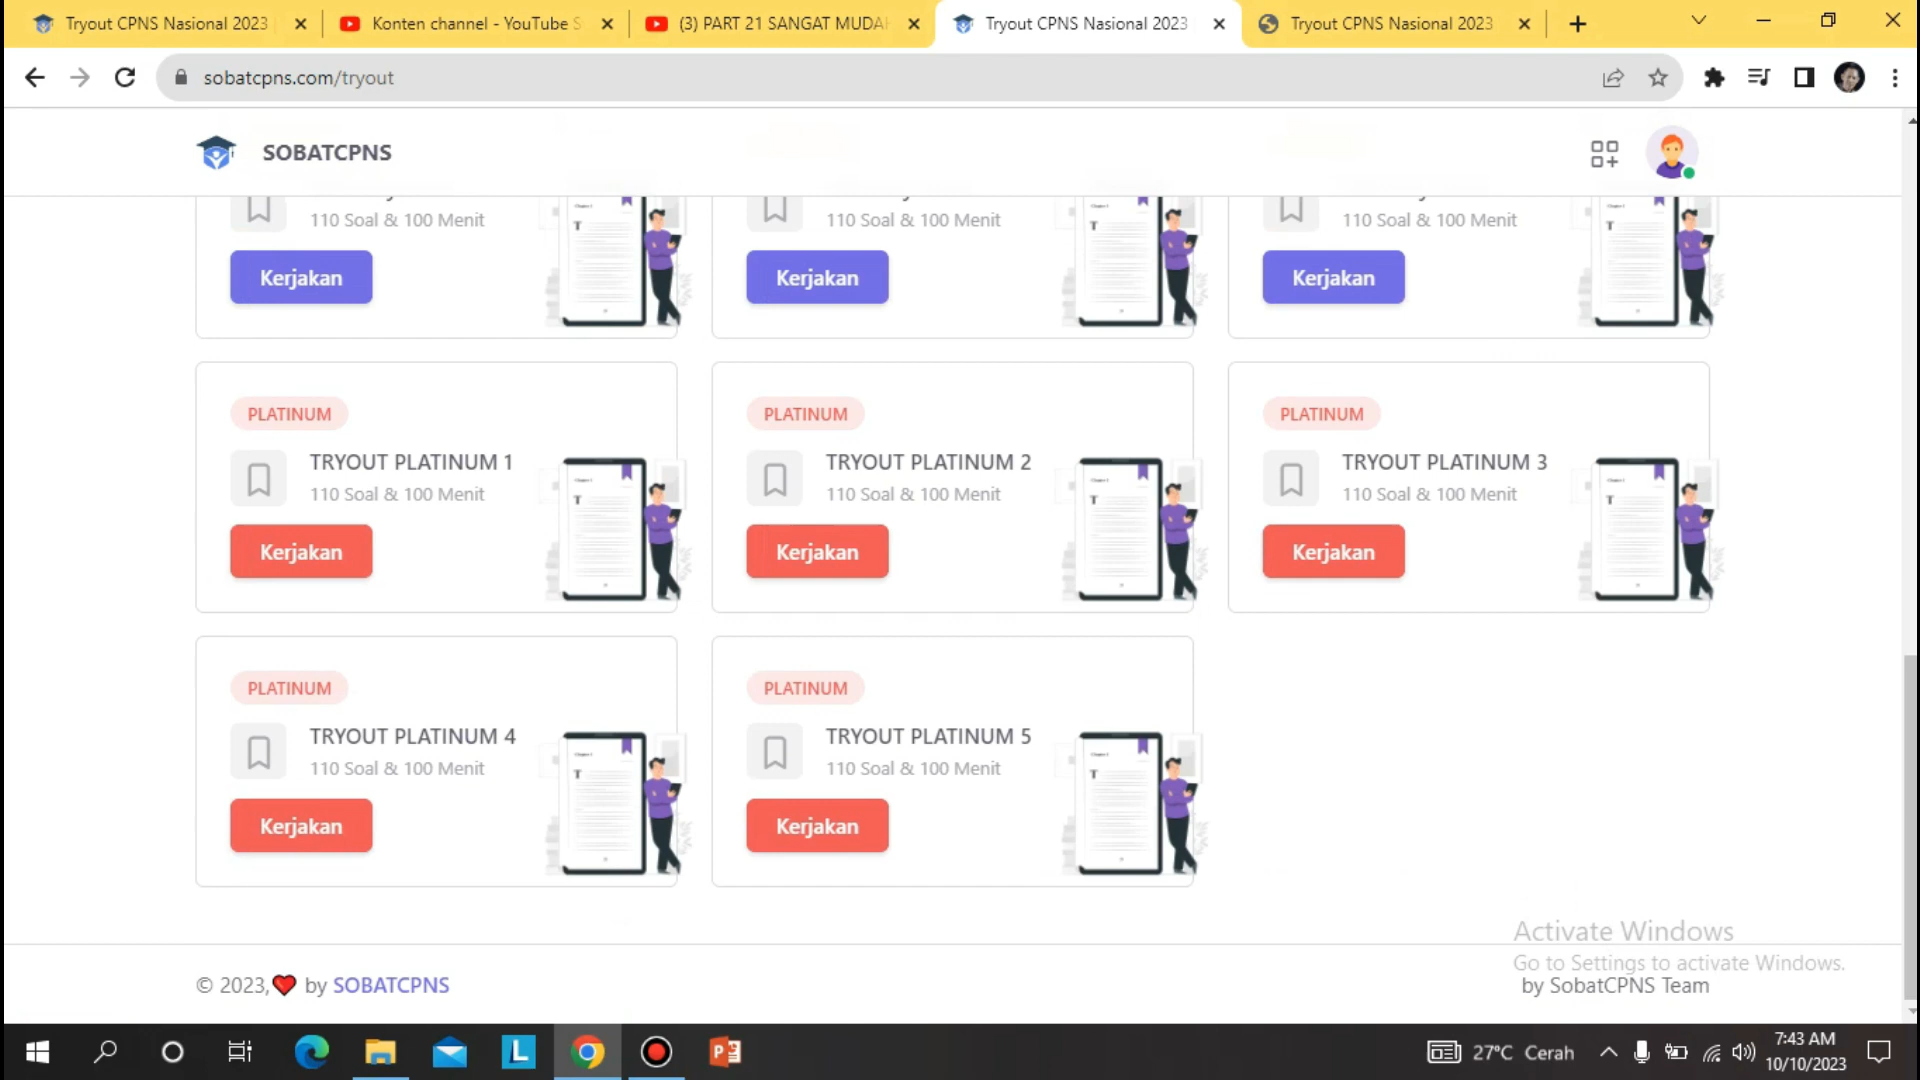 Tryout CPNS Nasional 2023
Konten channel - YouTube S
(3) PART 21 SANGAT MUDAH
Tryout CPNS Nasional 2023
Tryout CPNS Nasional 2023
sobatcpns.com/tryout
SOBATCPNS
110 Soal & 100 Menit
110 Soal & 100 Menit
110 Soal & 100 Menit
Kerjakan
Kerjakan
Kerjakan
PLATINUM
TRYOUT PLATINUM 1
110 Soal & 100 Menit
Kerjakan
PLATINUM
TRYOUT PLATINUM 2
110 Soal & 100 Menit
Kerjakan
PLATINUM
TRYOUT PLATINUM 3
110 Soal & 100 Menit
Kerjakan
PLATINUM
TRYOUT PLATINUM 4
110 Soal & 100 Menit
Kerjakan
PLATINUM
TRYOUT PLATINUM 5
110 Soal & 100 Menit
Kerjakan
Activate Windows
Go to Settings to activate Windows.
© 2023,❤️ by SOBATCPNS
by SobatCPNS Team
27°C Cerah
7:43 AM
10/10/2023